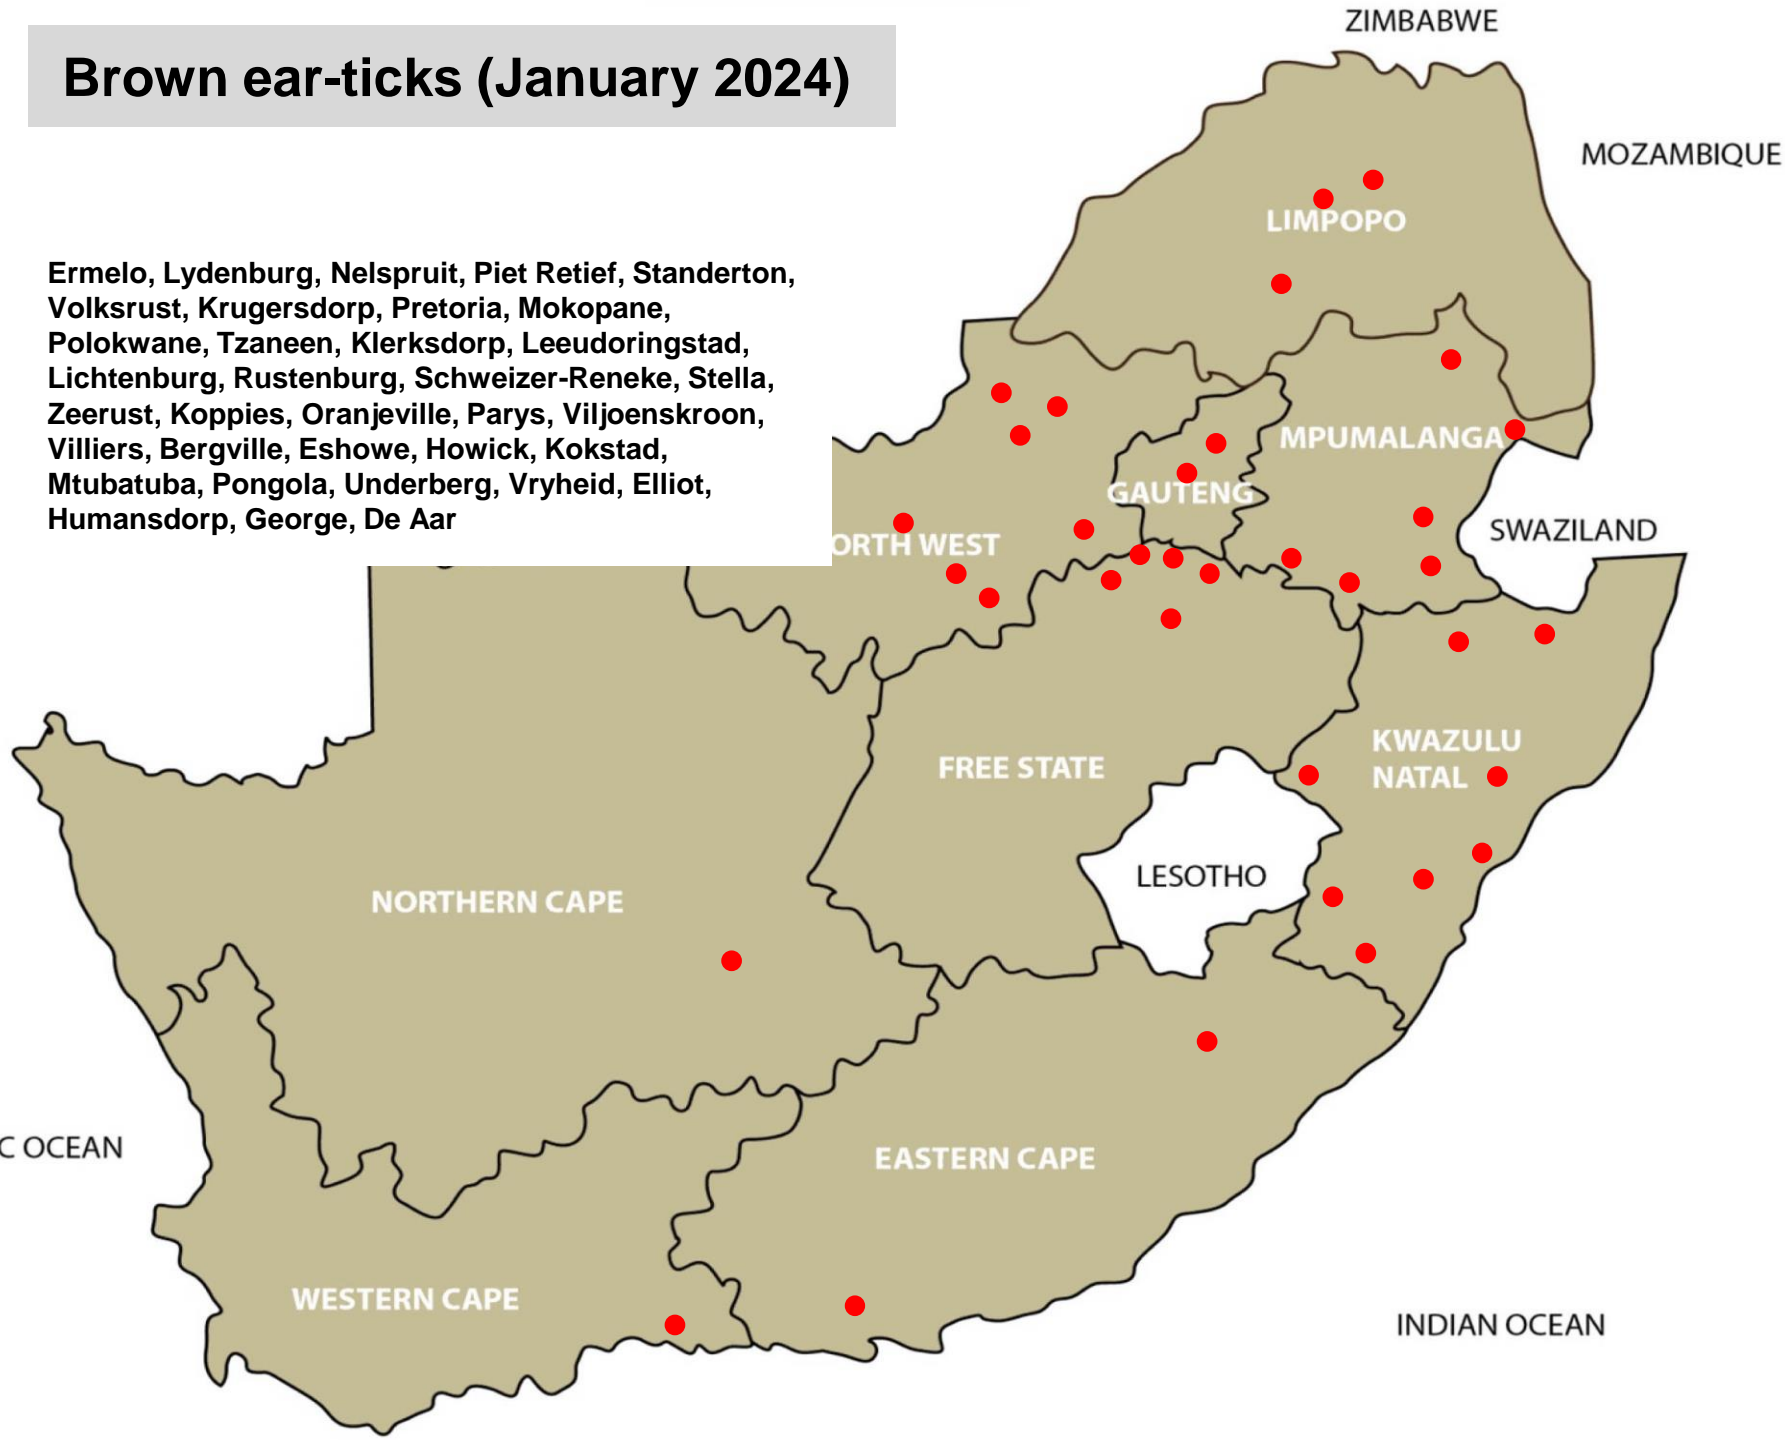 ZIMBABWE
Brown ear-ticks (January 2024)
MOZAMBIQUE
LIMPOPO
Ermelo, Lydenburg, Nelspruit, Piet Retief, Standerton,
Volksrust, Krugersdorp, Pretoria, Mokopane,
Polokwane, Tzaneen, Klerksdorp, Leeudoringstad,
Lichtenburg, Rustenburg, Schweizer-Reneke, Stella,
Zeerust, Koppies, Oranjeville, Parys, Viljoenskroon,
Villiers, Bergville, Eshowe, Howick, Kokstad,
Mtubatuba, Pongola, Underberg, Vryheid, Elliot,
Humansdorp, George, De Aar
MPUMALANGA
GAUTENG
SWAZILAND
ORTH WEST
KWAZULU
NATAL
FREE STATE
LESOTHO
NORTHERN CAPE
C OCEAN
EASTERN CAPE
WESTERN CAPE
INDIAN OCEAN